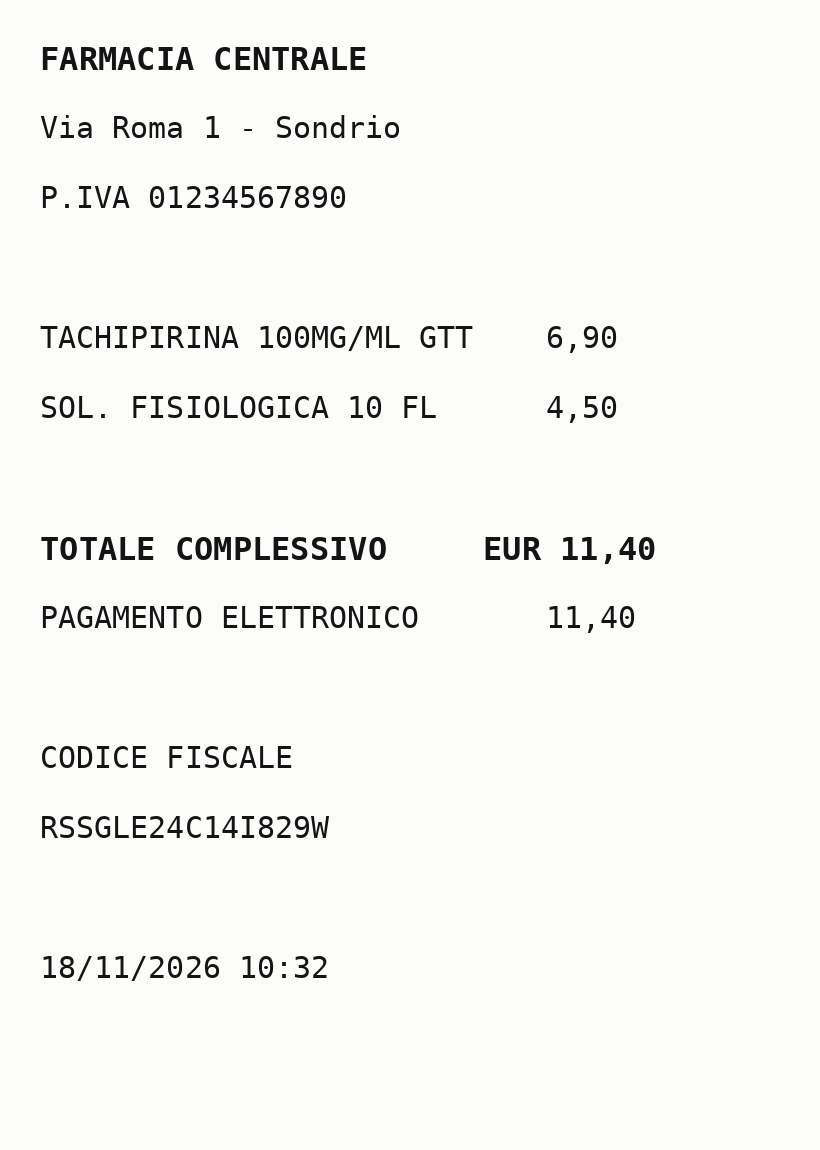 FARMACIA CENTRALE
Via Roma 1 - Sondrio
P.IVA 01234567890
TACHIPIRINA 100MG/ML GTT 6,90
SOL. FISIOLOGICA 10 FL 4,50
TOTALE COMPLESSIVO EUR 11,40
PAGAMENTO ELETTRONICO 11,40
CODICE FISCALE
RSSGLE24C14I829W
18/11/2026 10:32